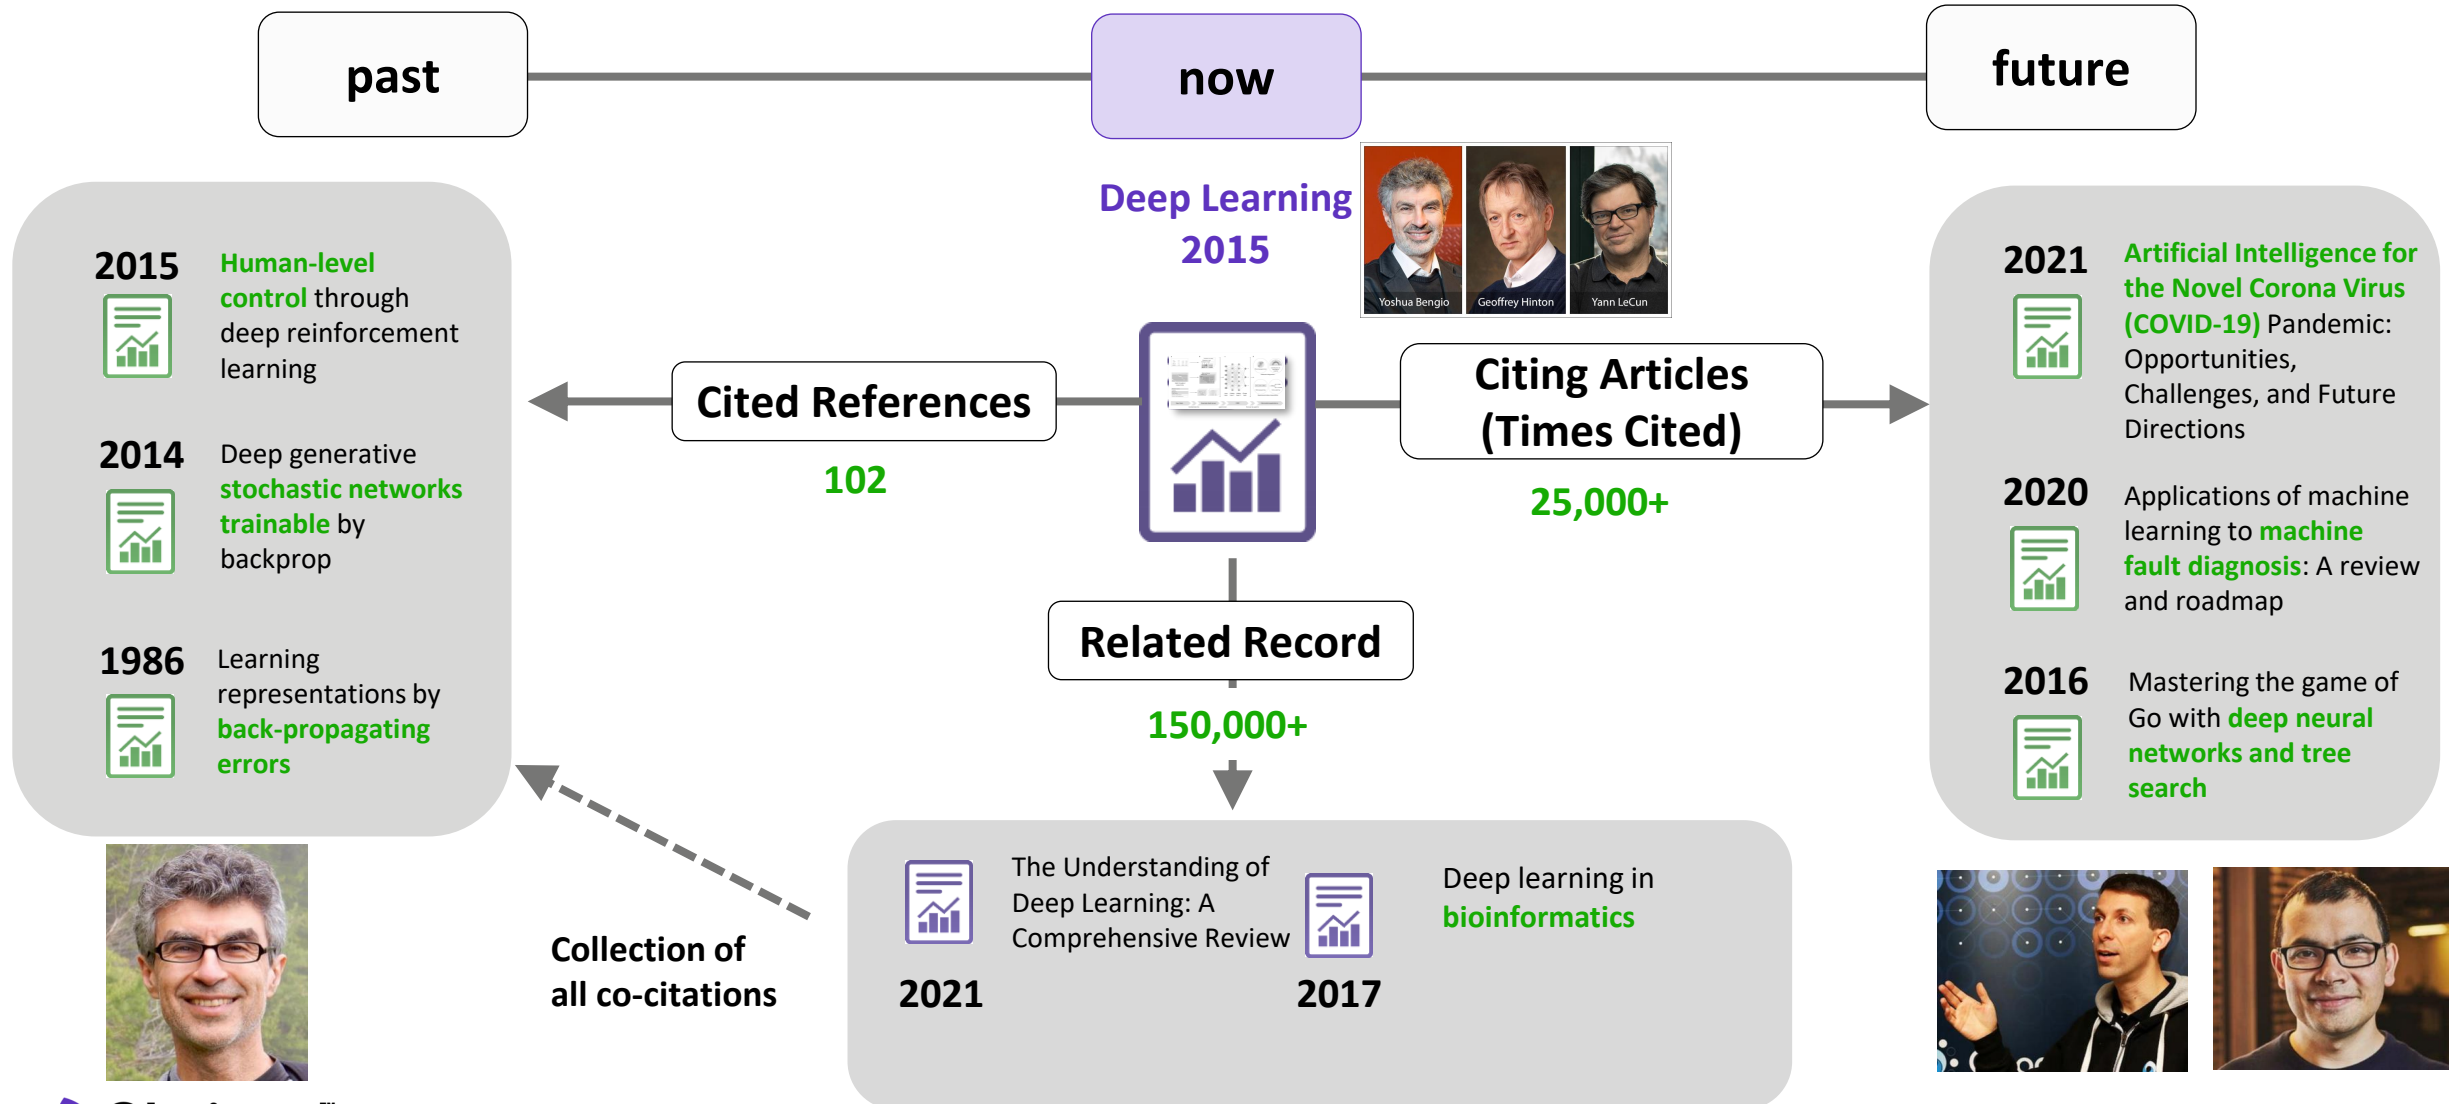 past
now
future
Deep Learning
2015
Yoshua Bengio
Geoffrey Hinton
Yann LeCun
2015
Human-level
control through
deep reinforcement
learning
2014
Deep generative
stochastic networks
trainable by
backprop
1986
Learning
representations by
back-propagating
errors
Cited References
102
Citing Articles
(Times Cited)
25,000+
Related Record
150,000+
2021
Artificial Intelligence for
the Novel Corona Virus
(COVID-19) Pandemic:
Opportunities,
Challenges, and Future
Directions
2020
Applications of machine
learning to machine
fault diagnosis: A review
and roadmap
2016
Mastering the game of
Go with deep neural
networks and tree
search
Collection of
all co-citations
The Understanding of
Deep Learning: A
Comprehensive Review
2021
Deep learning in
bioinformatics
2017